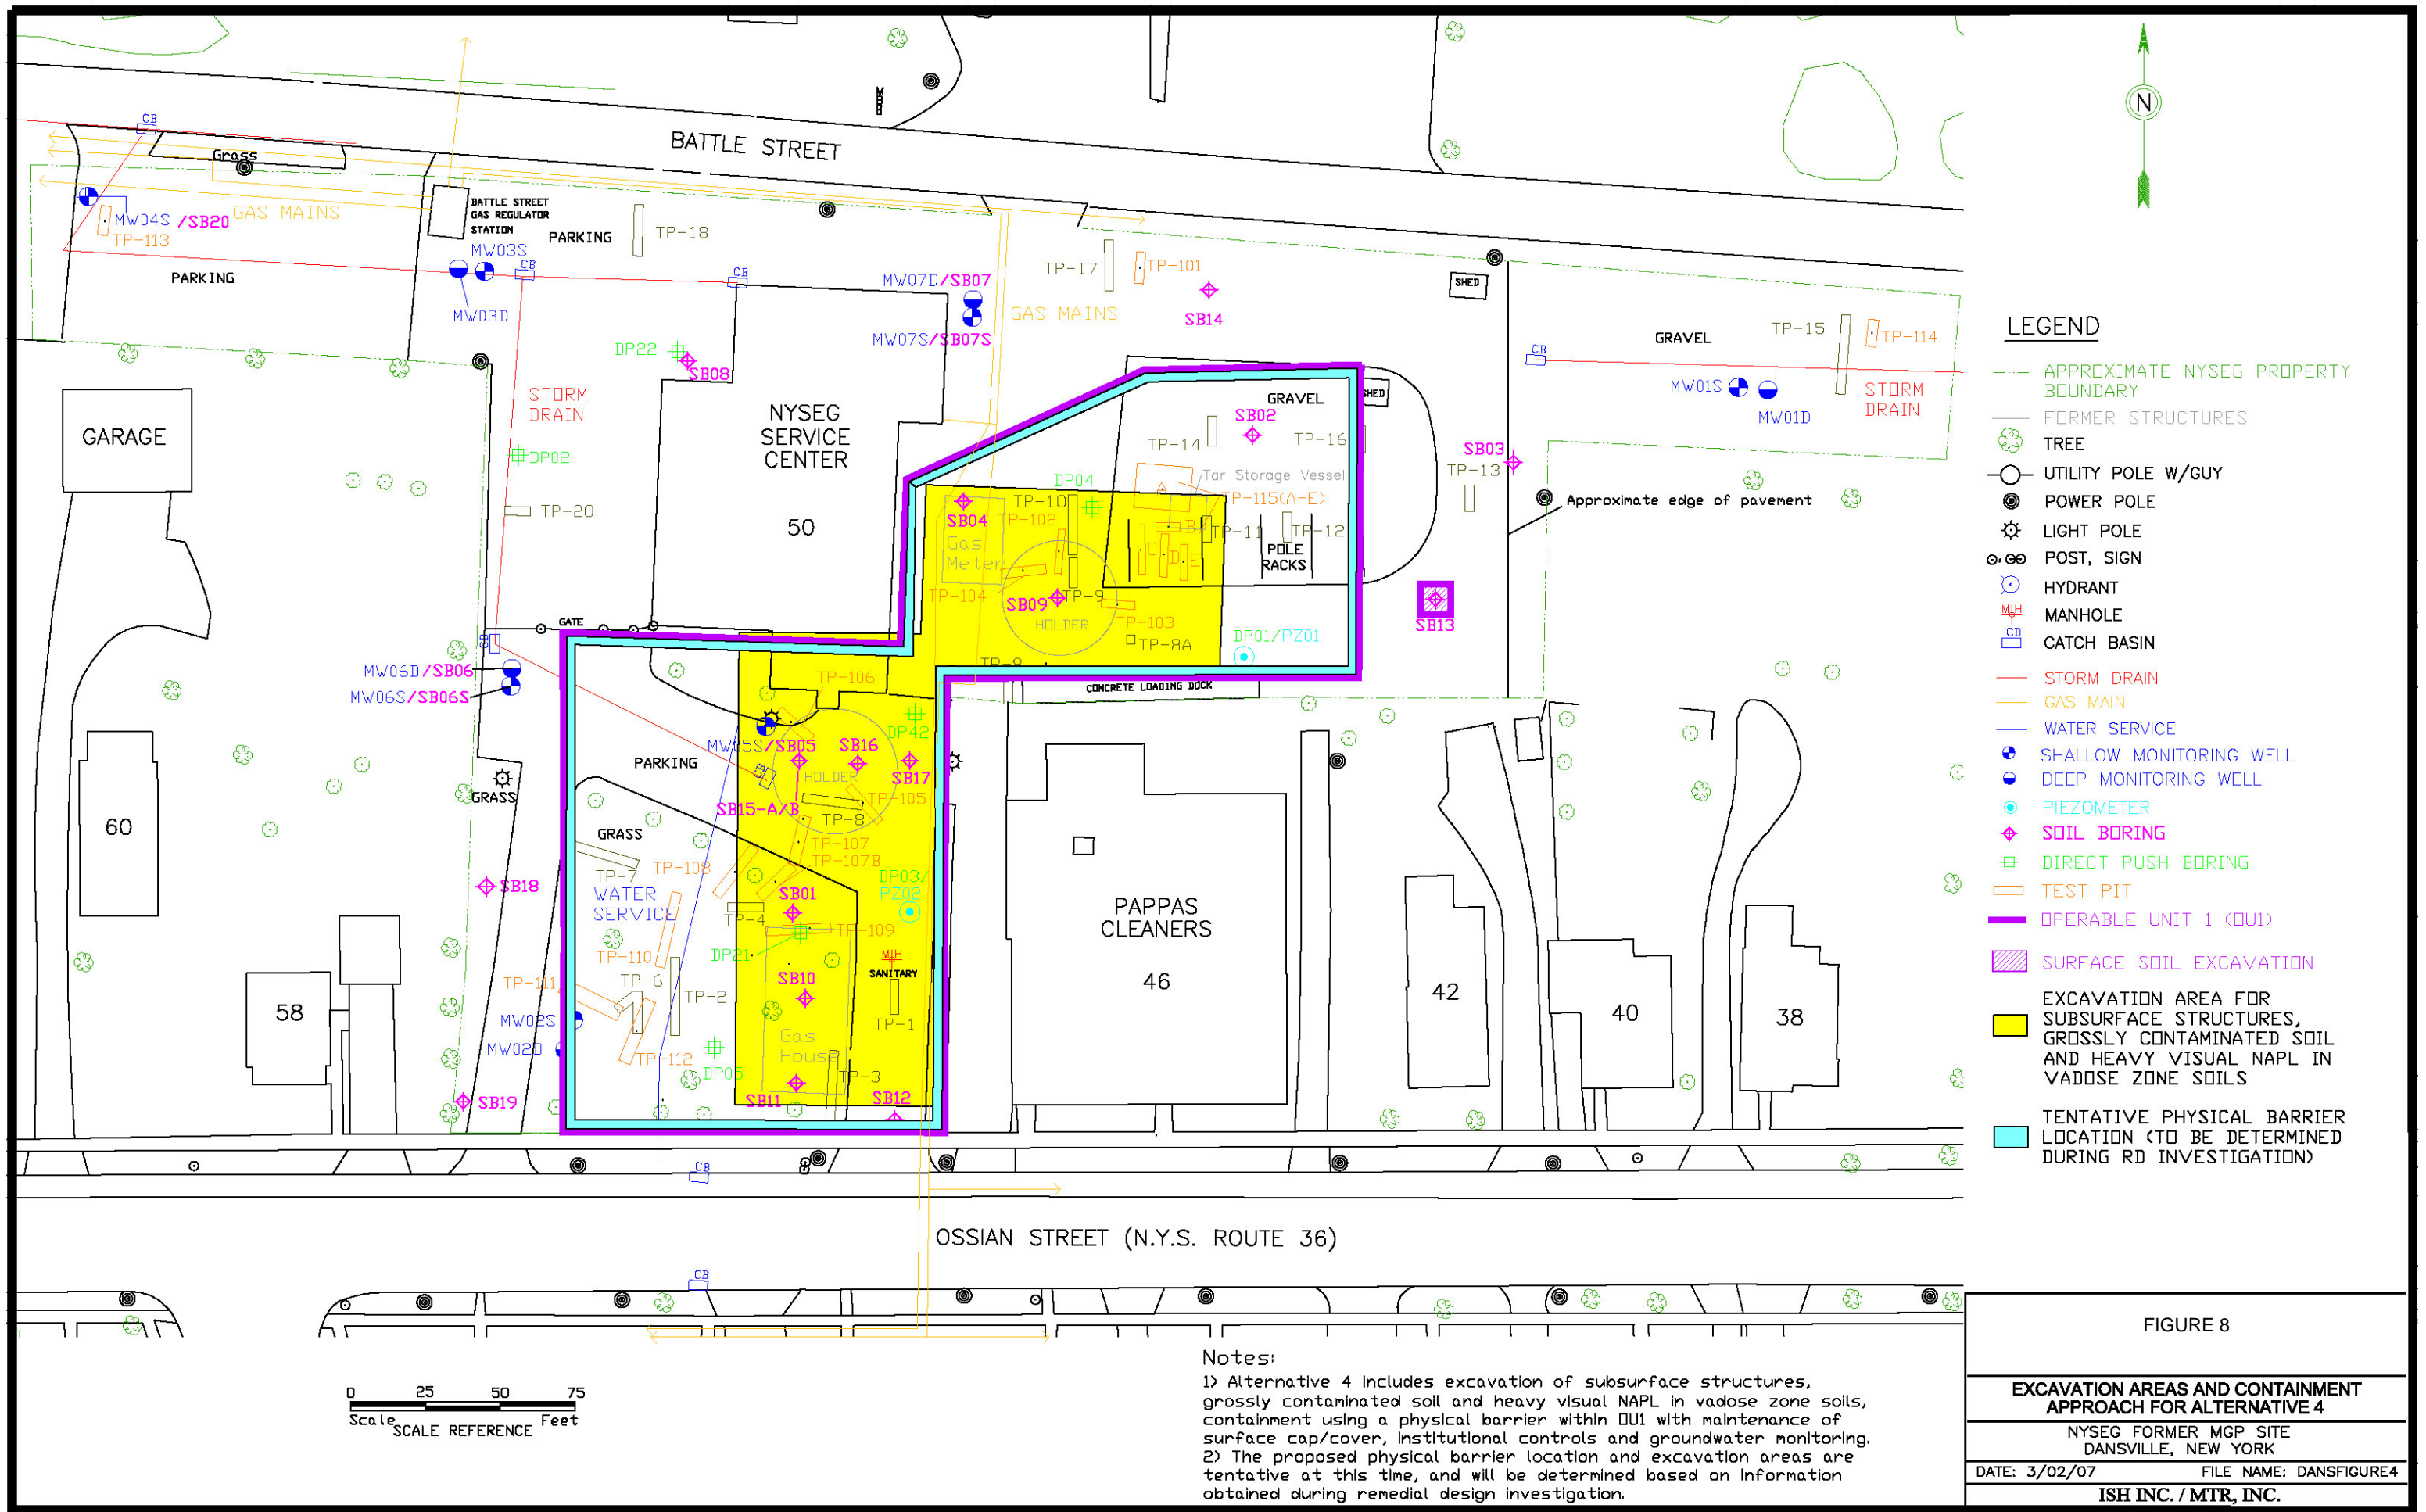 BATTLE STREET
CB
Grass
MW04S /SB20
TP-113
GAS MAINS
PARKING
BATTLE STREET
GAS REGULATOR
STATION
PARKING
TP-18
MW03S
CB
MW03D
CB
MW07D/SB07
MW07S/SB07S
GAS MAINS
TP-17
TP-101
SB14
SHED
GRAVEL
TP-15
TP-114
CB
MW01S
MW01D
STORM
DRAIN
GARAGE
DP22
SB08
STORM
DRAIN
DP02
TP-20
NYSEG
SERVICE
CENTER
50
GRAVEL
SHED
SB02
TP-14
TP-16
SB03
TP-13
Approximate edge of pavement
Tar Storage Vessel
A
TP-115(A-E)
DP04
TP-10
SB04
TP-102
Gas
Meter
B
TP-11
TP-12
C
D
E
POLE
RACKS
TP-104
SB09
TP-9
HOLDER
TP-103
TP-8A
DP01/PZ01
SB13
TP-9
CONCRETE LOADING DOCK
GATE
CB
MW06D/SB06
MW06S/SB06S
TP-106
DP42
MW05S/SB05
SB16
SB17
PARKING
CB
HOLDER
SB15-A/B
TP-105
TP-8
GRASS
GRASS
TP-107
TP-107B
TP-108
TP-7
WATER
SERVICE
DP03/
PZ02
SB01
TP-4
TP-109
SB18
60
TP-110
DP21
MH
SANITARY
SB10
TP-111
TP-6
TP-2
TP-1
MW02S
MW02D
Gas
House
TP-112
DP05
TP-3
SB11
SB12
SB19
58
PAPPAS
CLEANERS
46
42
40
38
CB
OSSIAN STREET (N.Y.S. ROUTE 36)
CB
0 25 50 75
Scale Feet
SCALE REFERENCE
N
LEGEND
APPROXIMATE NYSEG PROPERTY
BOUNDARY
FORMER STRUCTURES
TREE
UTILITY POLE W/GUY
POWER POLE
LIGHT POLE
POST, SIGN
HYDRANT
MH
MANHOLE
CB
CATCH BASIN
STORM DRAIN
GAS MAIN
WATER SERVICE
SHALLOW MONITORING WELL
DEEP MONITORING WELL
PIEZOMETER
SOIL BORING
DIRECT PUSH BORING
TEST PIT
OPERABLE UNIT 1 (OU1)
SURFACE SOIL EXCAVATION
EXCAVATION AREA FOR
SUBSURFACE STRUCTURES,
GROSSLY CONTAMINATED SOIL
AND HEAVY VISUAL NAPL IN
VADOSE ZONE SOILS
TENTATIVE PHYSICAL BARRIER
LOCATION (TO BE DETERMINED
DURING RD INVESTIGATION)
Notes:
1) Alternative 4 includes excavation of subsurface structures,
grossly contaminated soil and heavy visual NAPL in vadose zone soils,
containment using a physical barrier within OU1 with maintenance of
surface cap/cover, institutional controls and groundwater monitoring.
2) The proposed physical barrier location and excavation areas are
tentative at this time, and will be determined based on information
obtained during remedial design investigation.
FIGURE 8
EXCAVATION AREAS AND CONTAINMENT
APPROACH FOR ALTERNATIVE 4
NYSEG FORMER MGP SITE
DANSVILLE, NEW YORK
DATE: 3/02/07 FILE NAME: DANSFIGURE4
ISH INC. / MTR, INC.